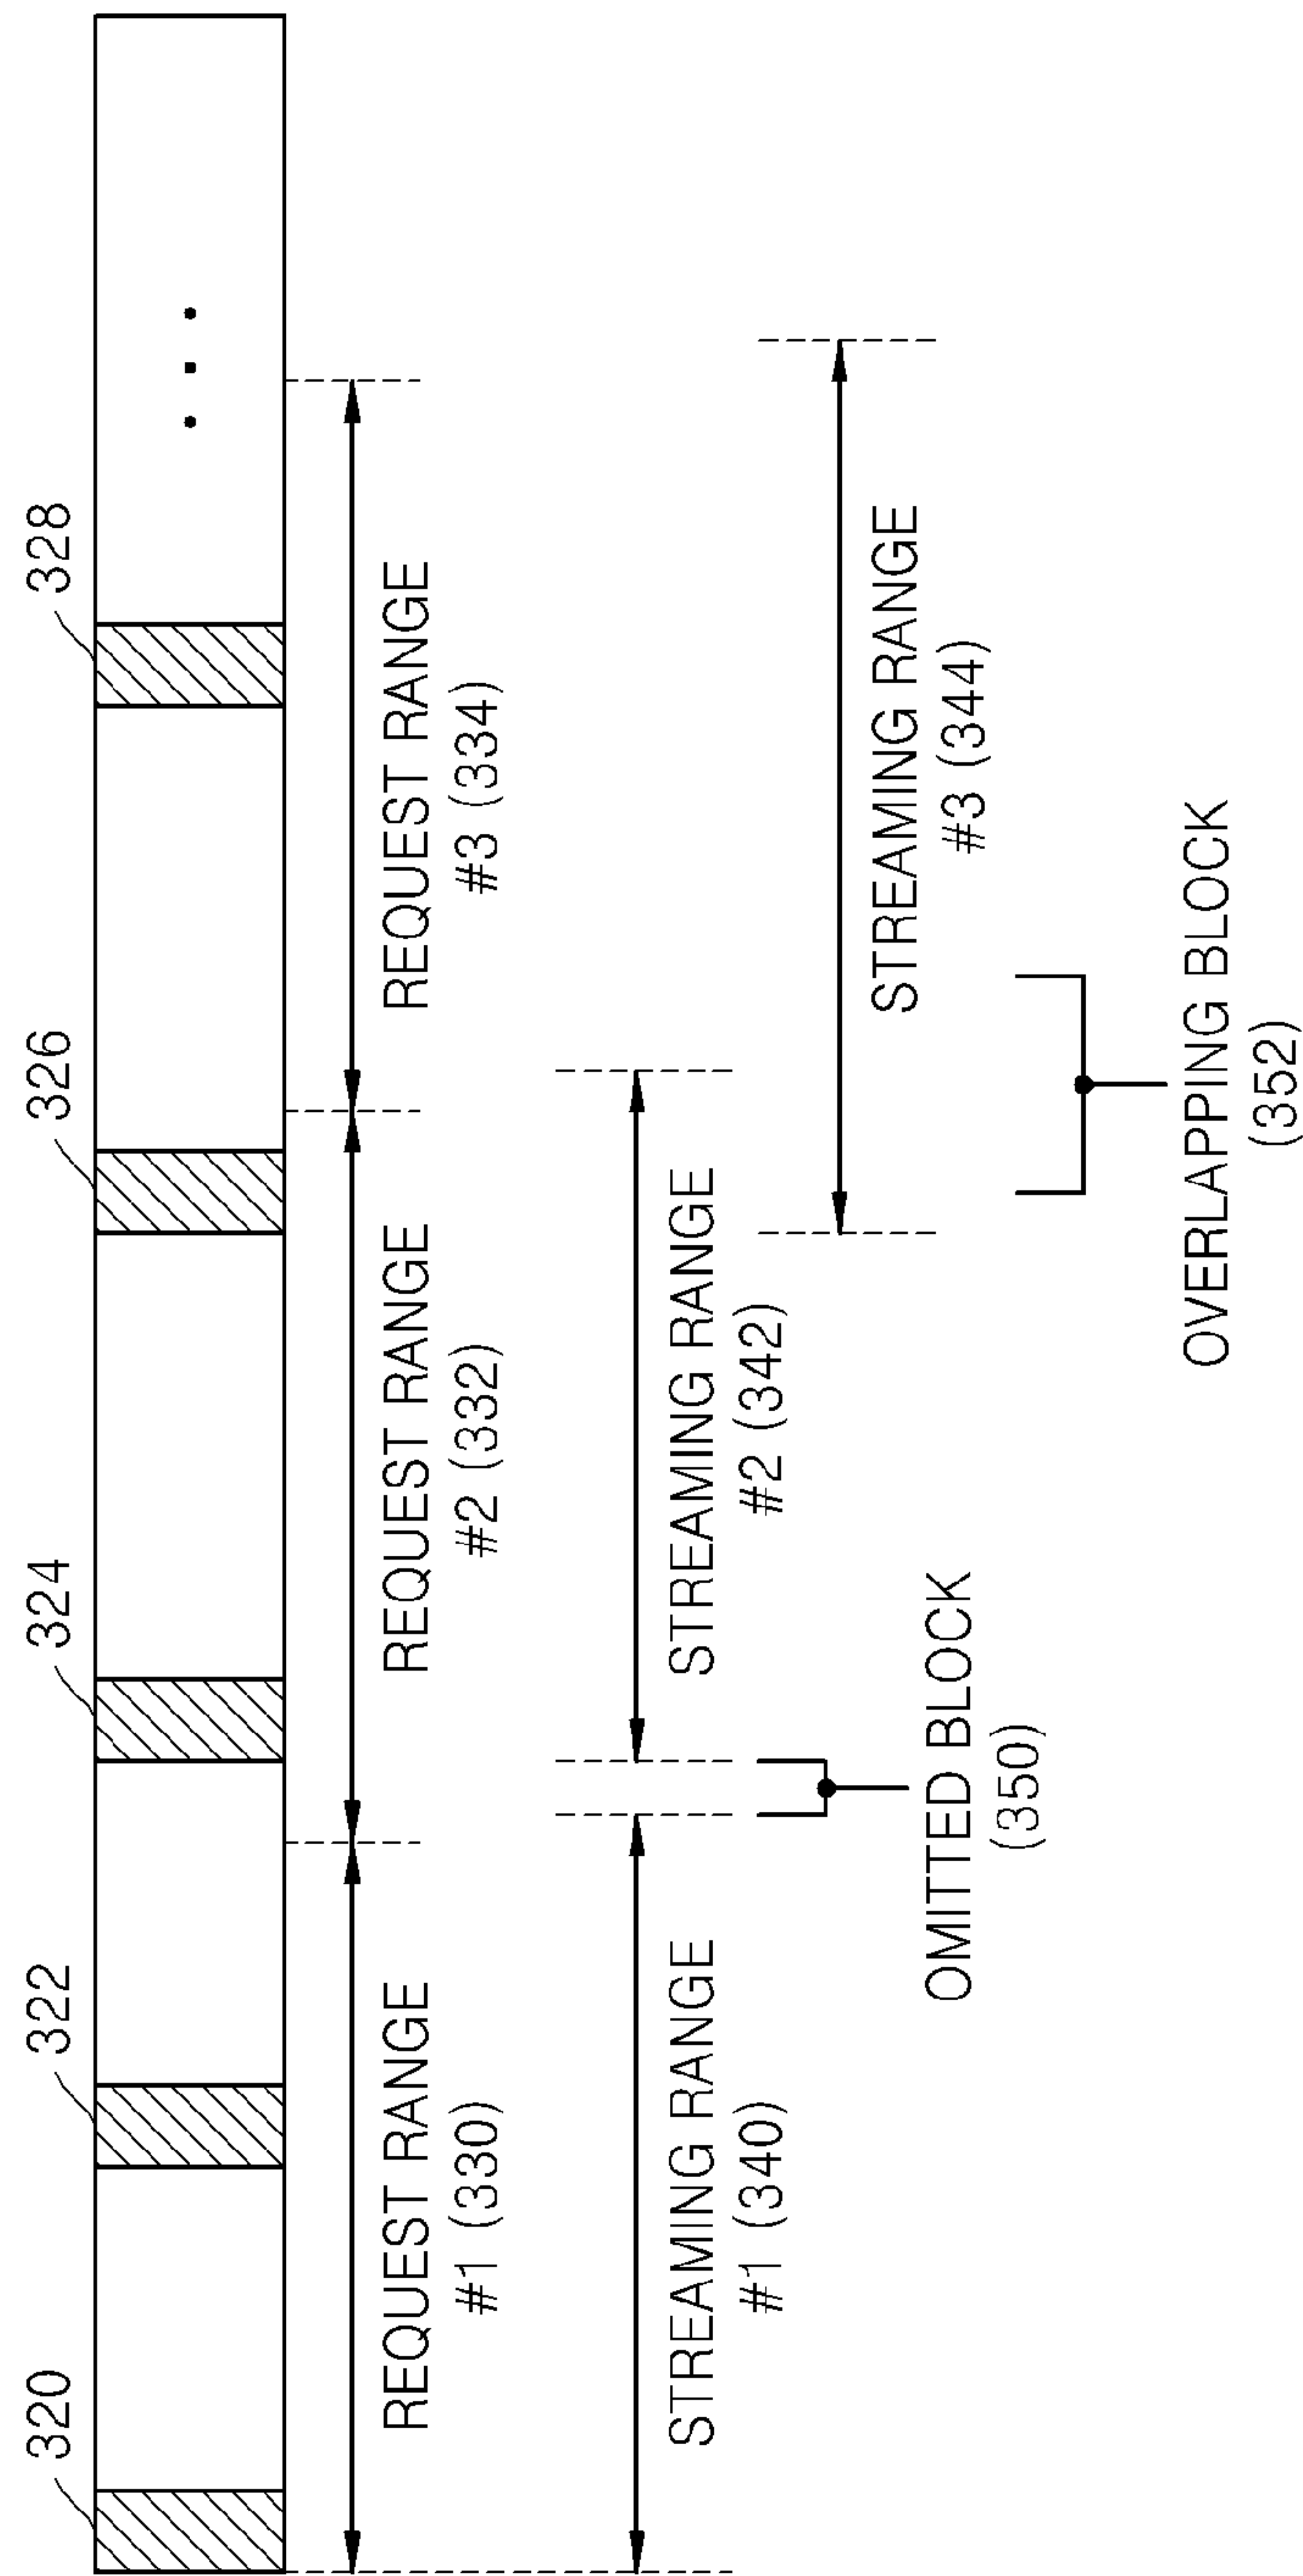 320
322
324
326
328
REQUEST RANGE
#1 (330)
REQUEST RANGE
#2 (332)
REQUEST RANGE
#3 (334)
STREAMING RANGE
#1 (340)
STREAMING RANGE
#2 (342)
STREAMING RANGE
#3 (344)
OMITTED BLOCK
(350)
OVERLAPPING BLOCK
(352)